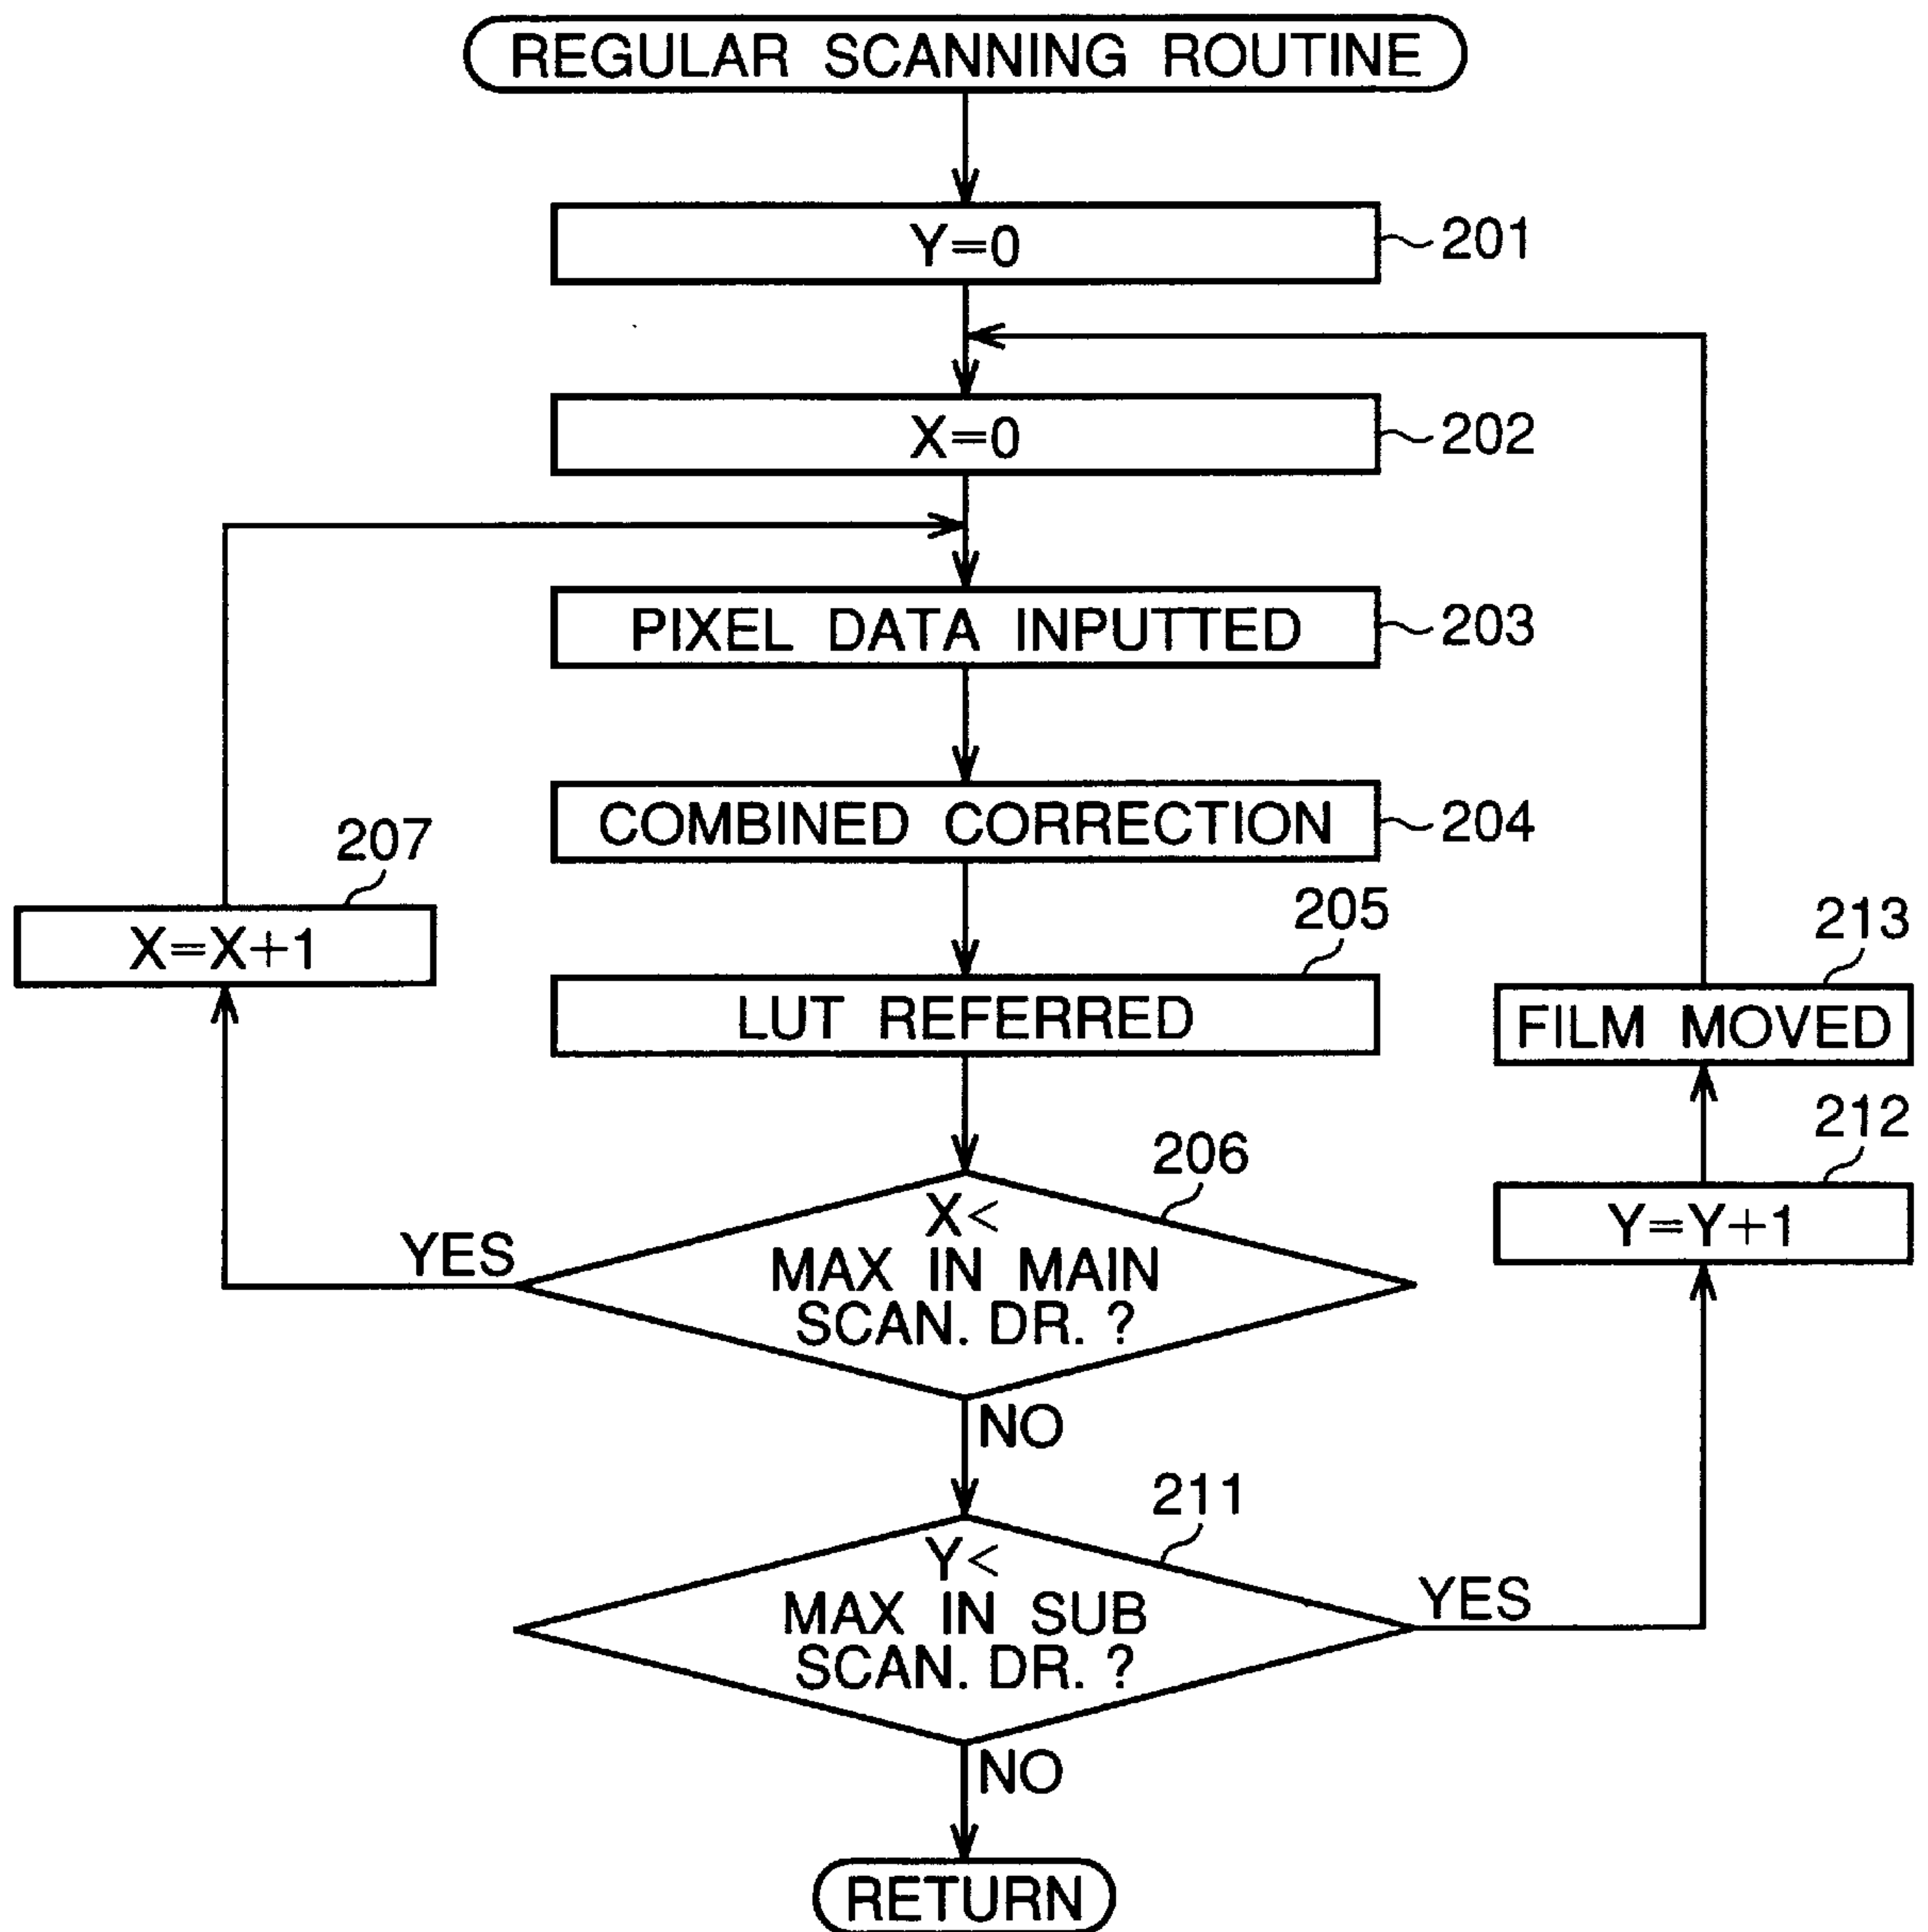 REGULAR SCANNING ROUTINE
Y=0
201
X=0
202
PIXEL DATA INPUTTED
203
COMBINED CORRECTION
204
207
X=X+1
205
LUT REFERRED
213
FILM MOVED
212
Y=Y+1
206
X<
MAX IN MAIN
SCAN. DR. ?
YES
NO
211
Y<
MAX IN SUB
SCAN. DR. ?
YES
NO
RETURN